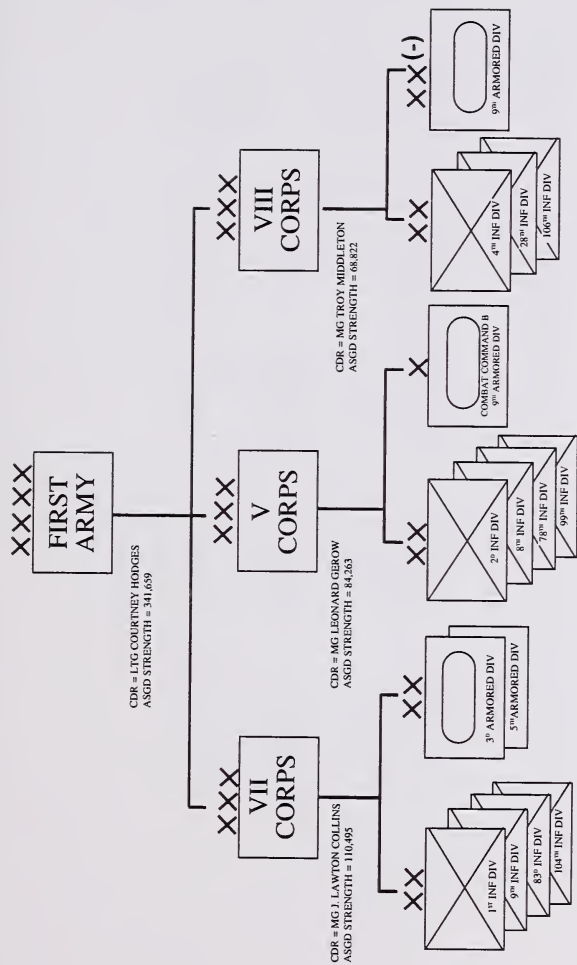 XXXX
FIRST
ARMY
CDR = LTG COURTNEY HODGES
ASGD STRENGTH = 341,659
XXX
VII
CORPS
CDR = MG J. LAWTON COLLINS
ASGD STRENGTH = 110,495
XX
1ST INF DIV
9TH INF DIV
83D INF DIV
104TH INF DIV
XX
3D ARMORED DIV
5TH ARMORED DIV
XXX
V
CORPS
CDR = MG LEONARD GEROW
ASGD STRENGTH = 84,263
XX
2D INF DIV
8TH INF DIV
78TH INF DIV
99TH INF DIV
X
COMBAT COMMAND B
9TH ARMORED DIV
XXX
VIII
CORPS
CDR = MG TROY MIDDLETON
ASGD STRENGTH = 68,822
XX
4TH INF DIV
28TH INF DIV
106TH INF DIV
XX(-)
9TH ARMORED DIV